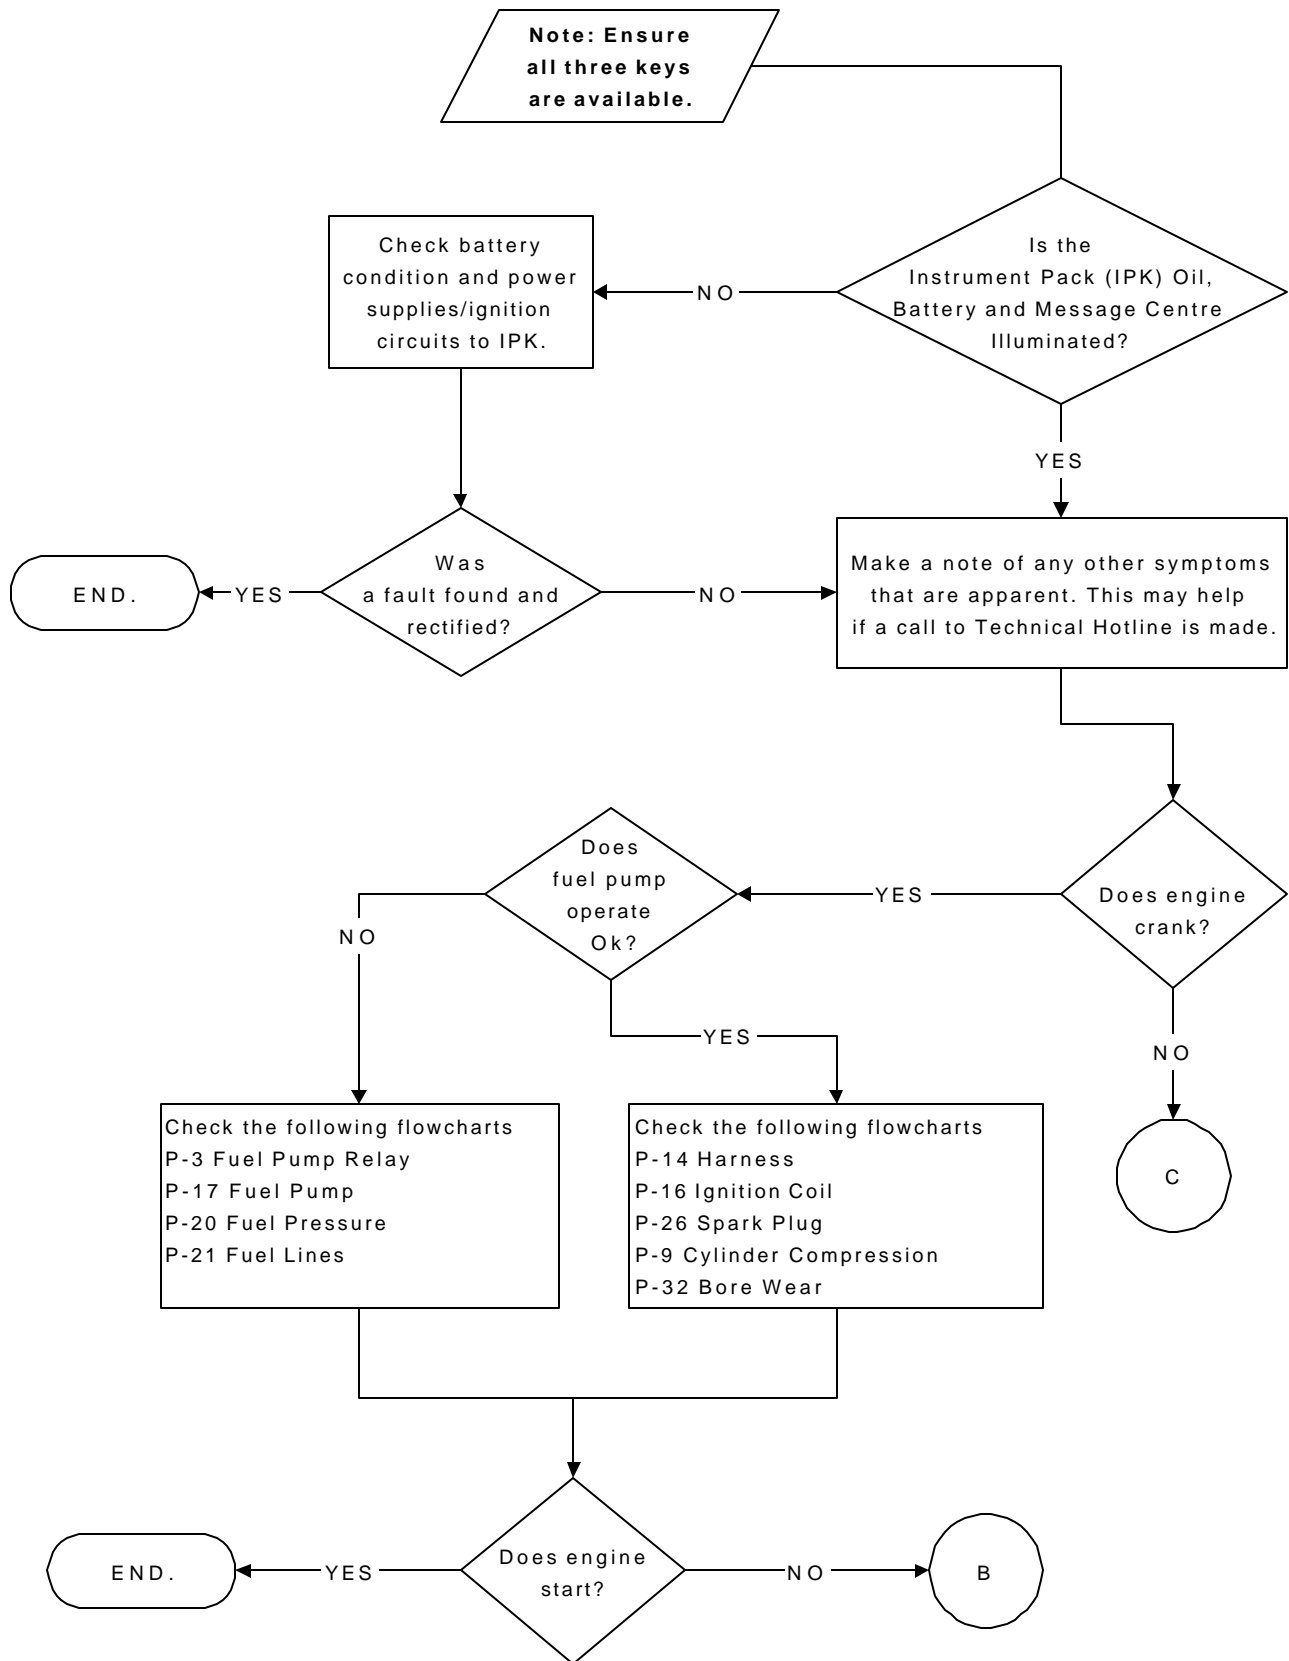 Note: Ensure
all three keys
are available.
Is the
Instrument Pack (IPK) Oil,
Battery and Message Centre
Illuminated?
NO
Check battery
condition and power
supplies/ignition
circuits to IPK.
YES
Was
a fault found and
rectified?
YES
END.
NO
Make a note of any other symptoms
that are apparent. This may help
if a call to Technical Hotline is made.
Does engine
crank?
YES
Does
fuel pump
operate
Ok?
NO
YES
NO
C
Check the following flowcharts
P-3 Fuel Pump Relay
P-17 Fuel Pump
P-20 Fuel Pressure
P-21 Fuel Lines
Check the following flowcharts
P-14 Harness
P-16 Ignition Coil
P-26 Spark Plug
P-9 Cylinder Compression
P-32 Bore Wear
Does engine
start?
YES
END.
NO
B